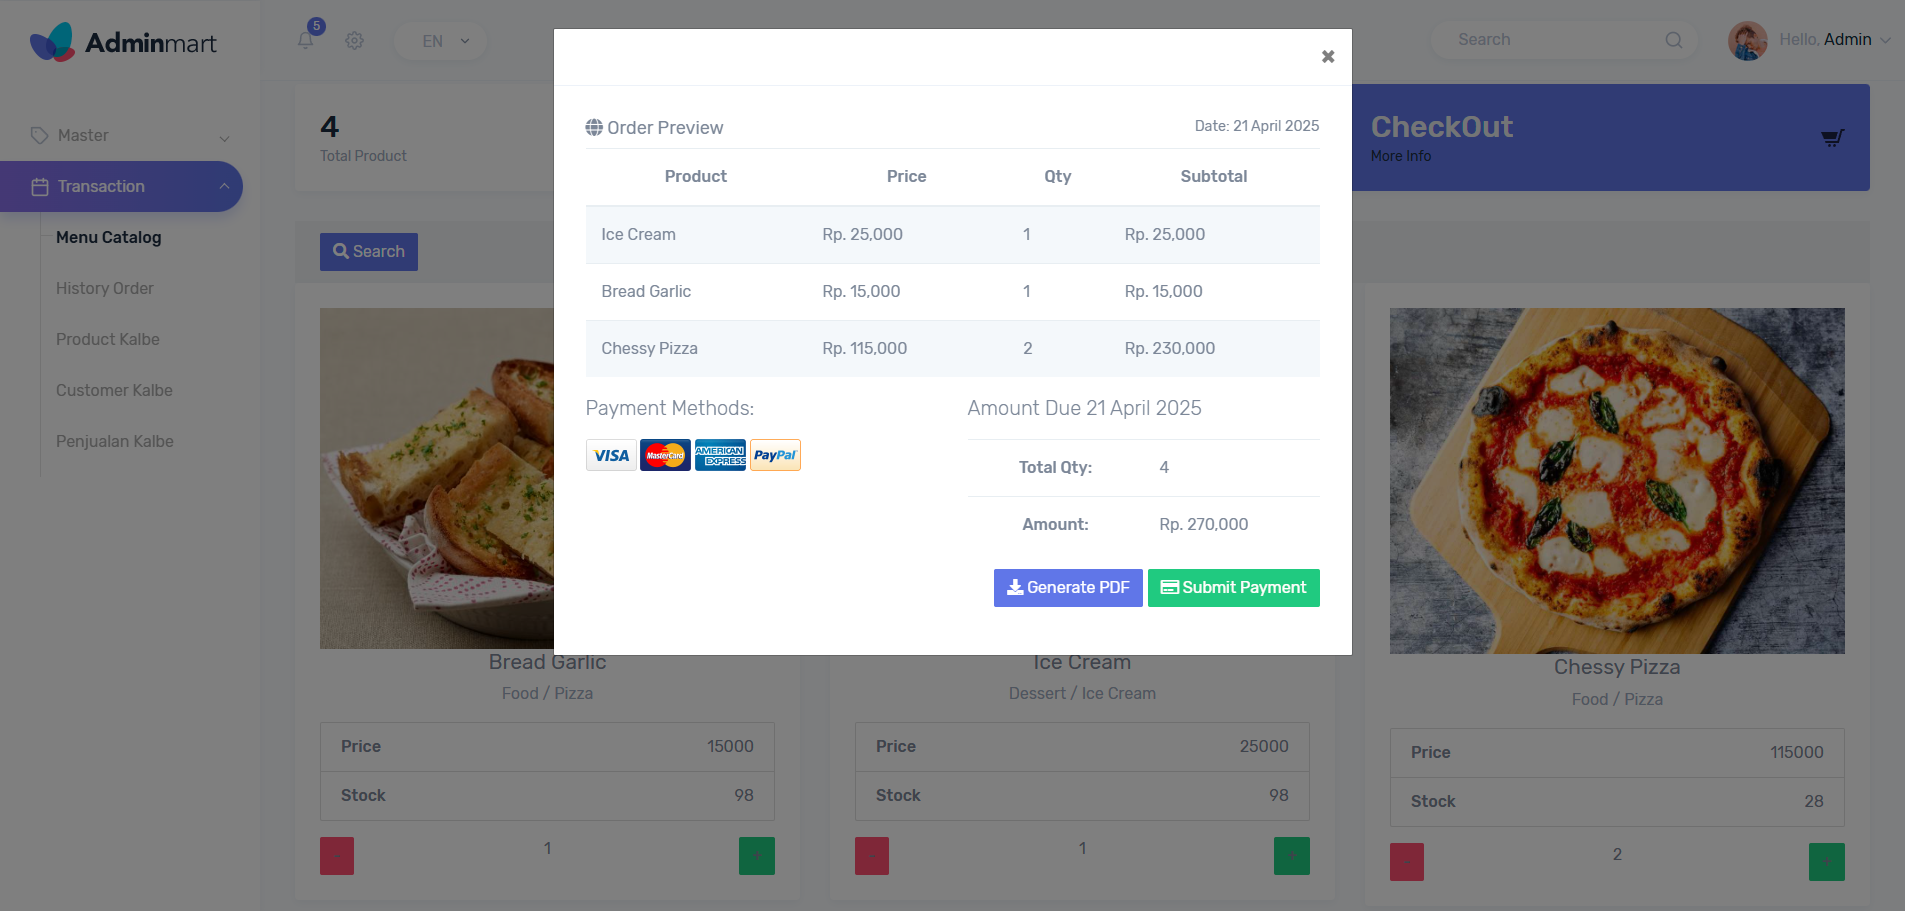 Adminmart
5
EN
Search
Hello, Admin
Master
Transaction
Menu Catalog
History Order
Product Kalbe
Customer Kalbe
Penjualan Kalbe
4
Total Product
CheckOut
More Info
Search
Order Preview
Date: 21 April 2025
Product Price Qty Subtotal
Ice Cream Rp. 25,000 1 Rp. 25,000
Bread Garlic Rp. 15,000 1 Rp. 15,000
Chessy Pizza Rp. 115,000 2 Rp. 230,000
Payment Methods:
VISA MasterCard AMERICAN EXPRESS PayPal
Amount Due 21 April 2025
Total Qty: 4
Amount: Rp. 270,000
Generate PDF Submit Payment
Bread Garlic
Food / Pizza
Price 15000
Stock 98
- 1 +
Ice Cream
Dessert / Ice Cream
Price 25000
Stock 98
- 1 +
Chessy Pizza
Food / Pizza
Price 115000
Stock 28
- 2 +